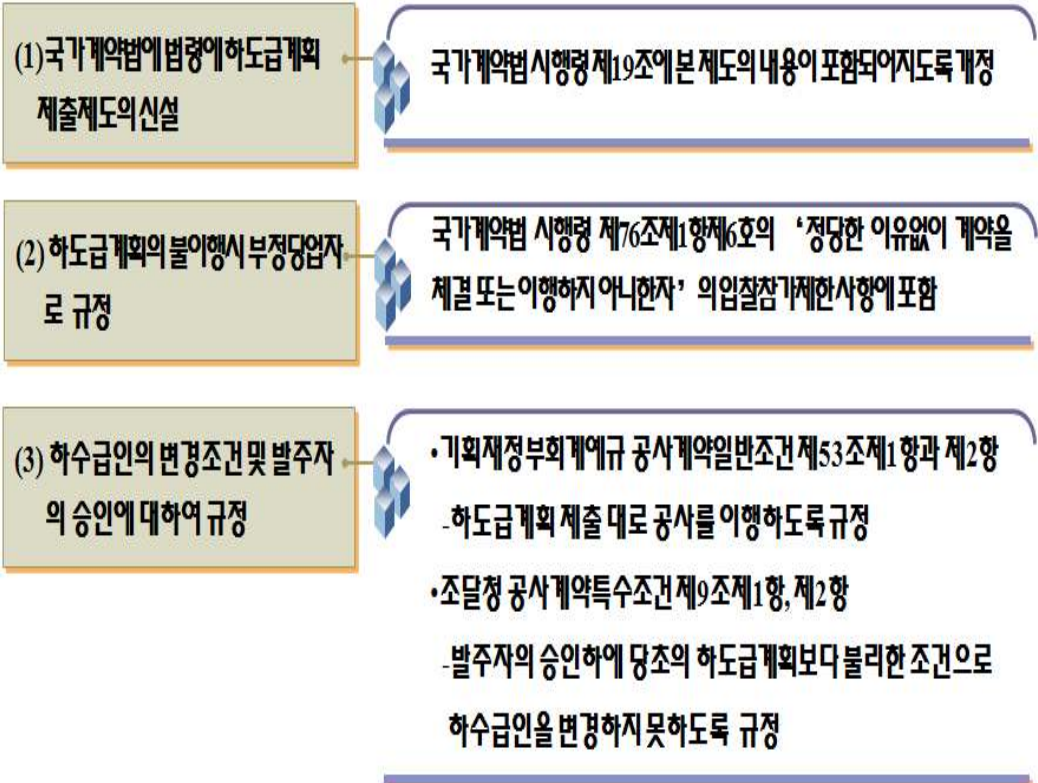 (1)국가계약법에 법령에 하도급계획
제출제도의 신설
국가계약법 시행령 제19조에 본 제도의 내용이 포함되어지도록 개정
(2) 하도급계획의 불이행시 부정당업자
로 규정
국가계약법 시행령 제76조제1항제6호의 ‘정당한 이유없이 계약을
체결 또는 이행하지 아니한자’ 의 입찰참가제한사항에 포함
(3) 하수급인의 변경조건 및 발주자
의 승인에 대하여 규정
•기획재정부회계예규 공사계약일반조건 제53조제1항과 제2항
-하도급계획 제출 대로 공사를 이행하도록 규정
•조달청 공사계약특수조건 제9조제1항, 제2항
-발주자의 승인하에 당초의 하도급계획보다 불리한 조건으로
하수급인을 변경하지 못하도록 규정